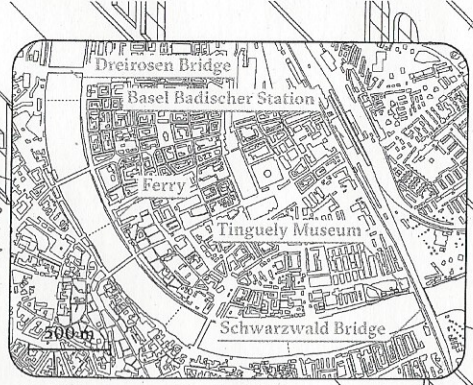 Dreirosen Bridge
Basel Badischer Station
Ferry
Tinguely Museum
Schwarzwald Bridge
500 m